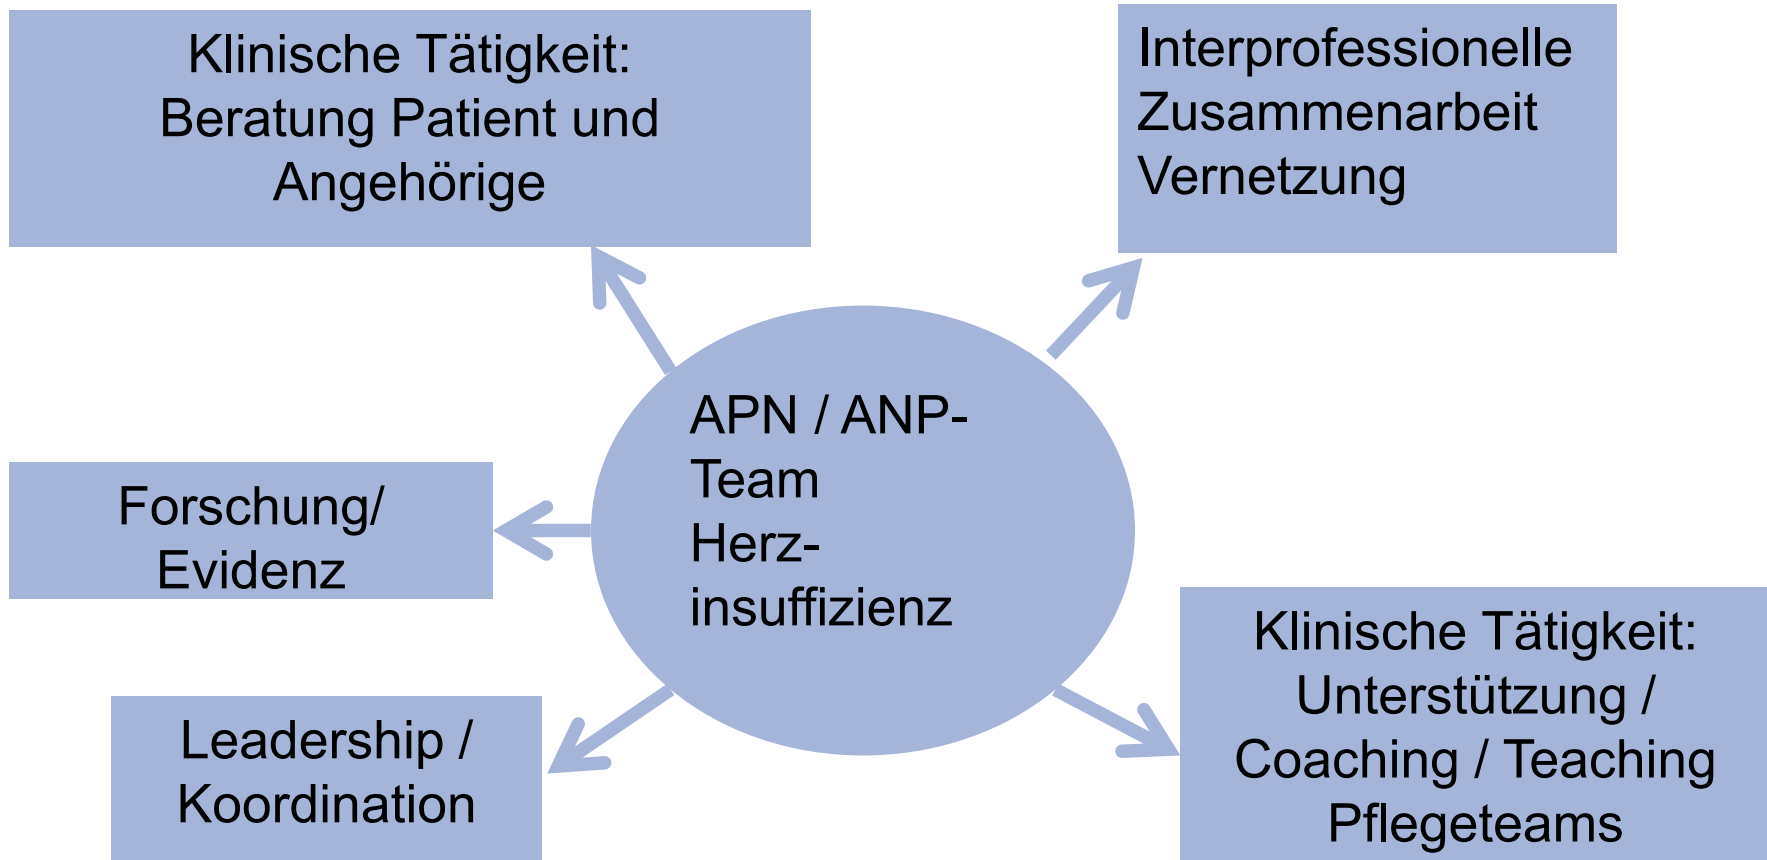 Klinische Tätigkeit:
Beratung Patient und
Angehörige
Interprofessionelle
Zusammenarbeit
Vernetzung
APN / ANP-
Team
Herz-
insuffizienz
Forschung/
Evidenz
Leadership /
Koordination
Klinische Tätigkeit:
Unterstützung /
Coaching / Teaching
Pflegeteams